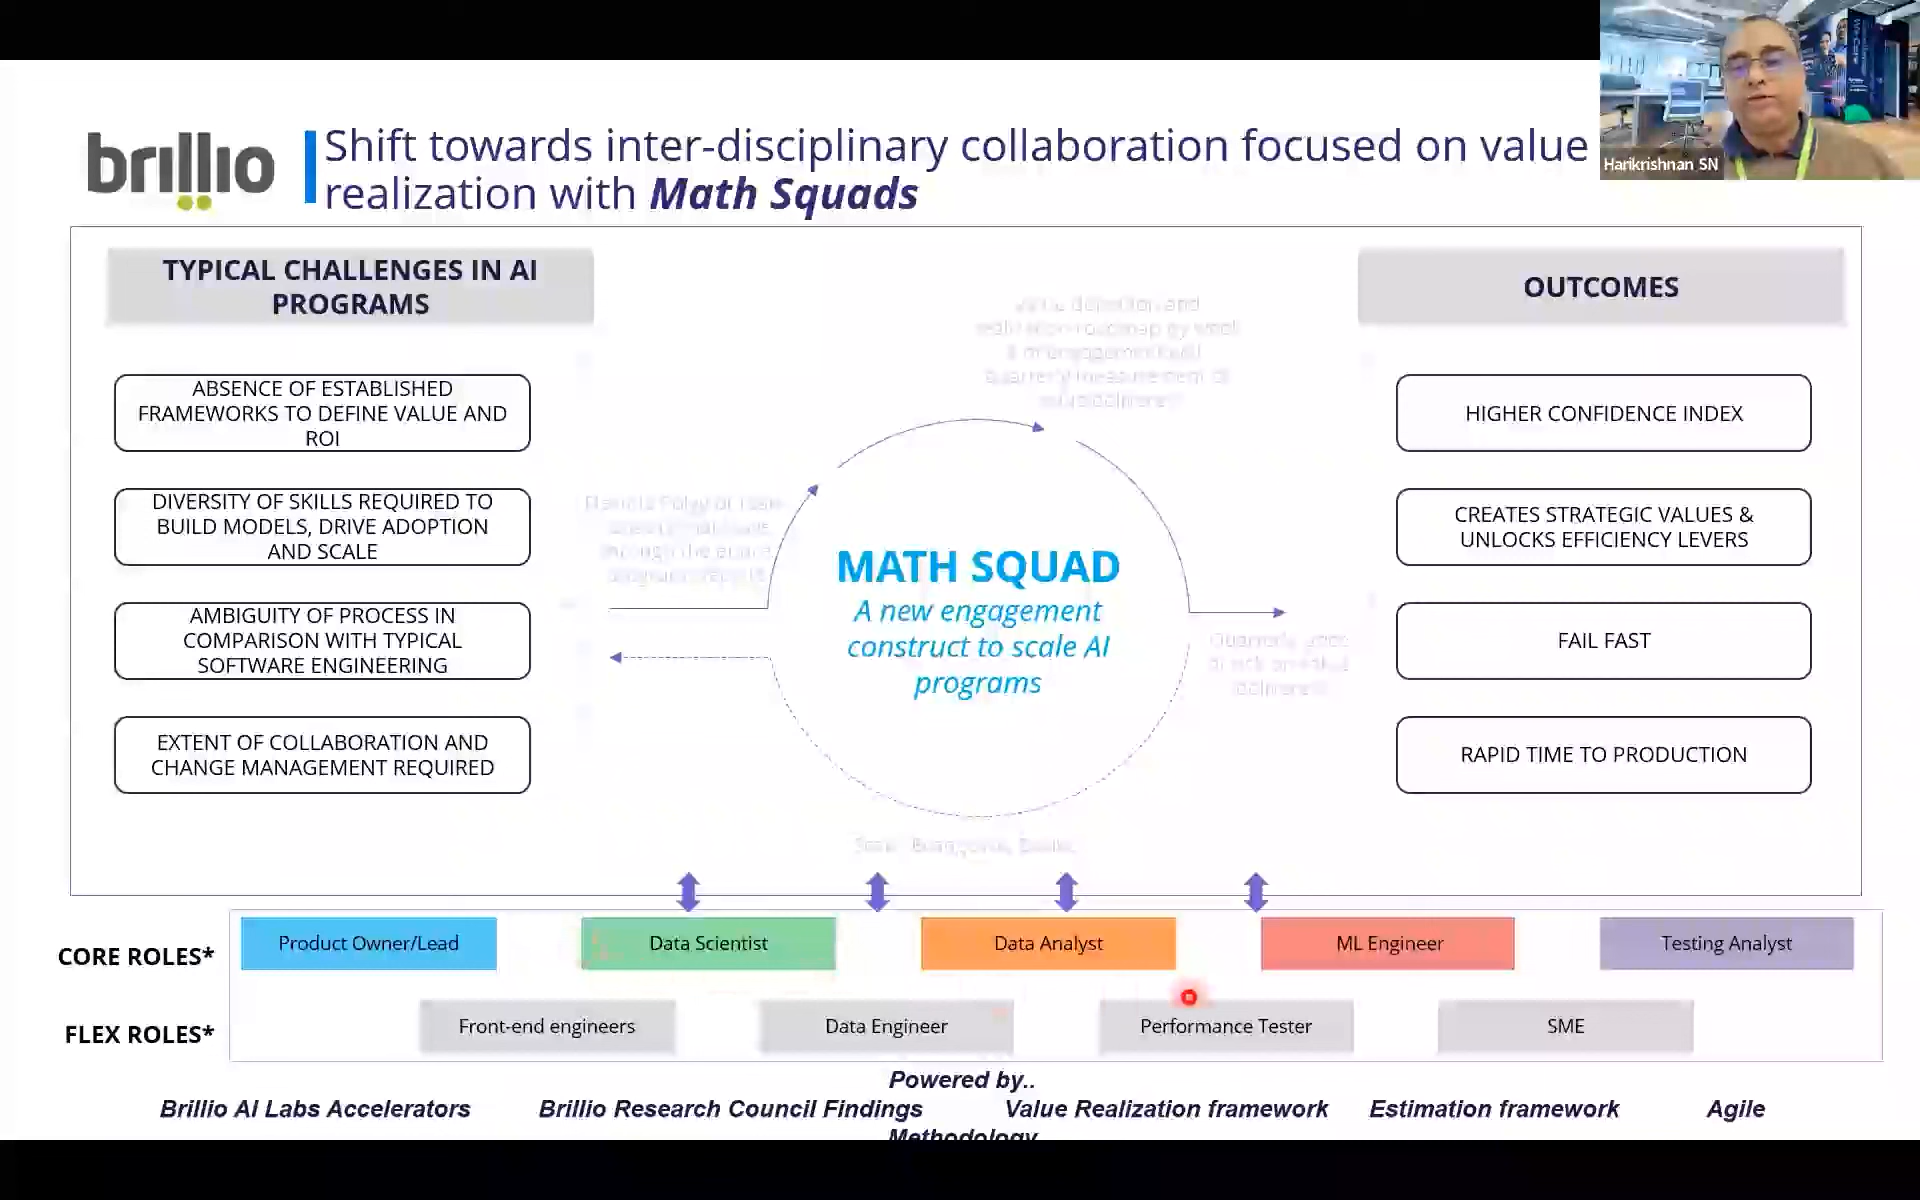 brillio
Shift towards inter-disciplinary collaboration focused on value
realization with Math Squads
Harikrishnan SN
TYPICAL CHALLENGES IN AI
PROGRAMS
ABSENCE OF ESTABLISHED
FRAMEWORKS TO DEFINE VALUE AND
ROI
DIVERSITY OF SKILLS REQUIRED TO
BUILD MODELS, DRIVE ADOPTION
AND SCALE
AMBIGUITY OF PROCESS IN
COMPARISON WITH TYPICAL
SOFTWARE ENGINEERING
EXTENT OF COLLABORATION AND
CHANGE MANAGEMENT REQUIRED
MATH SQUAD
A new engagement
construct to scale AI
programs
OUTCOMES
HIGHER CONFIDENCE INDEX
CREATES STRATEGIC VALUES &
UNLOCKS EFFICIENCY LEVERS
FAIL FAST
RAPID TIME TO PRODUCTION
CORE ROLES*
Product Owner/Lead
Data Scientist
Data Analyst
ML Engineer
Testing Analyst
FLEX ROLES*
Front-end engineers
Data Engineer
Performance Tester
SME
Powered by..
Brillio AI Labs Accelerators Brillio Research Council Findings Value Realization framework Estimation framework Agile
Methodology